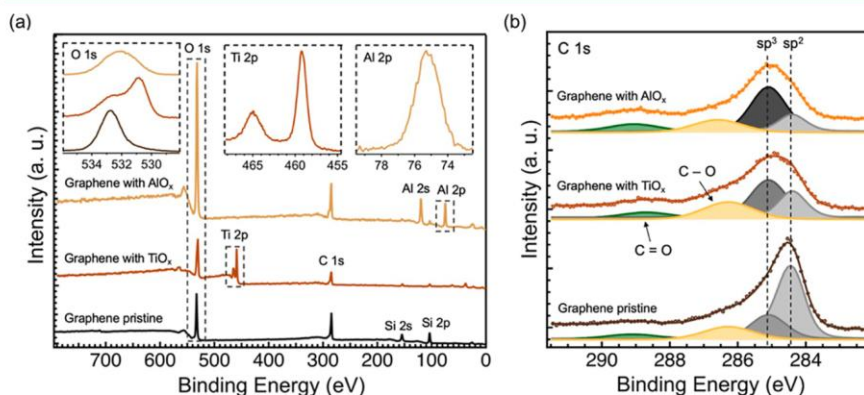 (a)
O 1s
534 532 530
O 1s
Ti 2p
465 460 455
Al 2p
78 76 74
Graphene with AlOₓ
Al 2s
Al 2p
Ti 2p
Graphene with TiOₓ
C 1s
Graphene pristine
Si 2s
Si 2p
Intensity (a. u.)
700 600 500 400 300 200 100 0
Binding Energy (eV)
(b)
C 1s
sp³
sp²
Graphene with AlOₓ
Graphene with TiOₓ
C – O
C = O
Graphene pristine
Intensity (a. u.)
290 288 286 284
Binding Energy (eV)